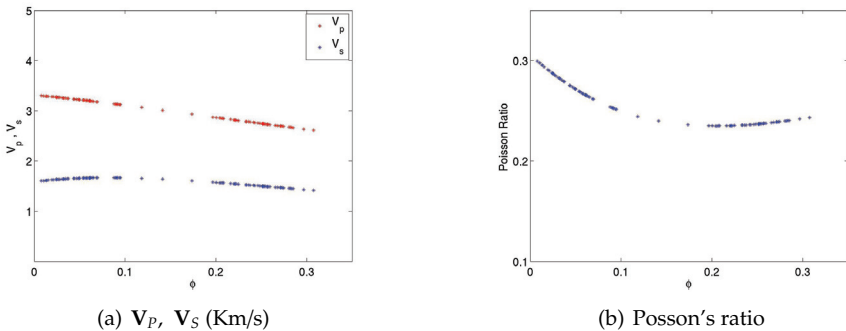 5
4
3
2
1
0
0.1
0.2
0.3
V_p , V_s
ϕ
V_p
V_s
(a) V_P, V_S (Km/s)
0.3
0.2
0.1
0
0.1
0.2
0.3
Poisson Ratio
ϕ
(b) Posson's ratio